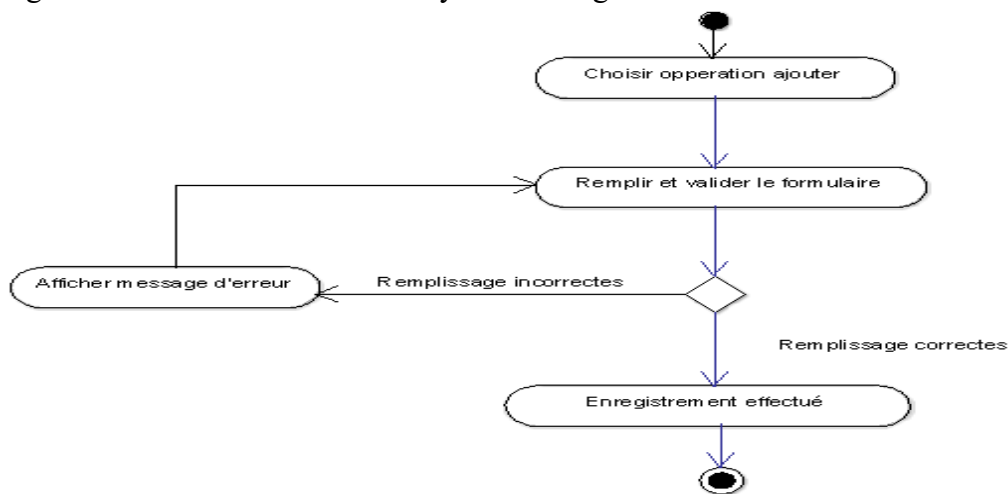 Choisir opperation ajouter
Remplir et valider le formulaire
Afficher message d'erreur
Remplissage incorrectes
Remplissage correctes
Enregistrement effectué